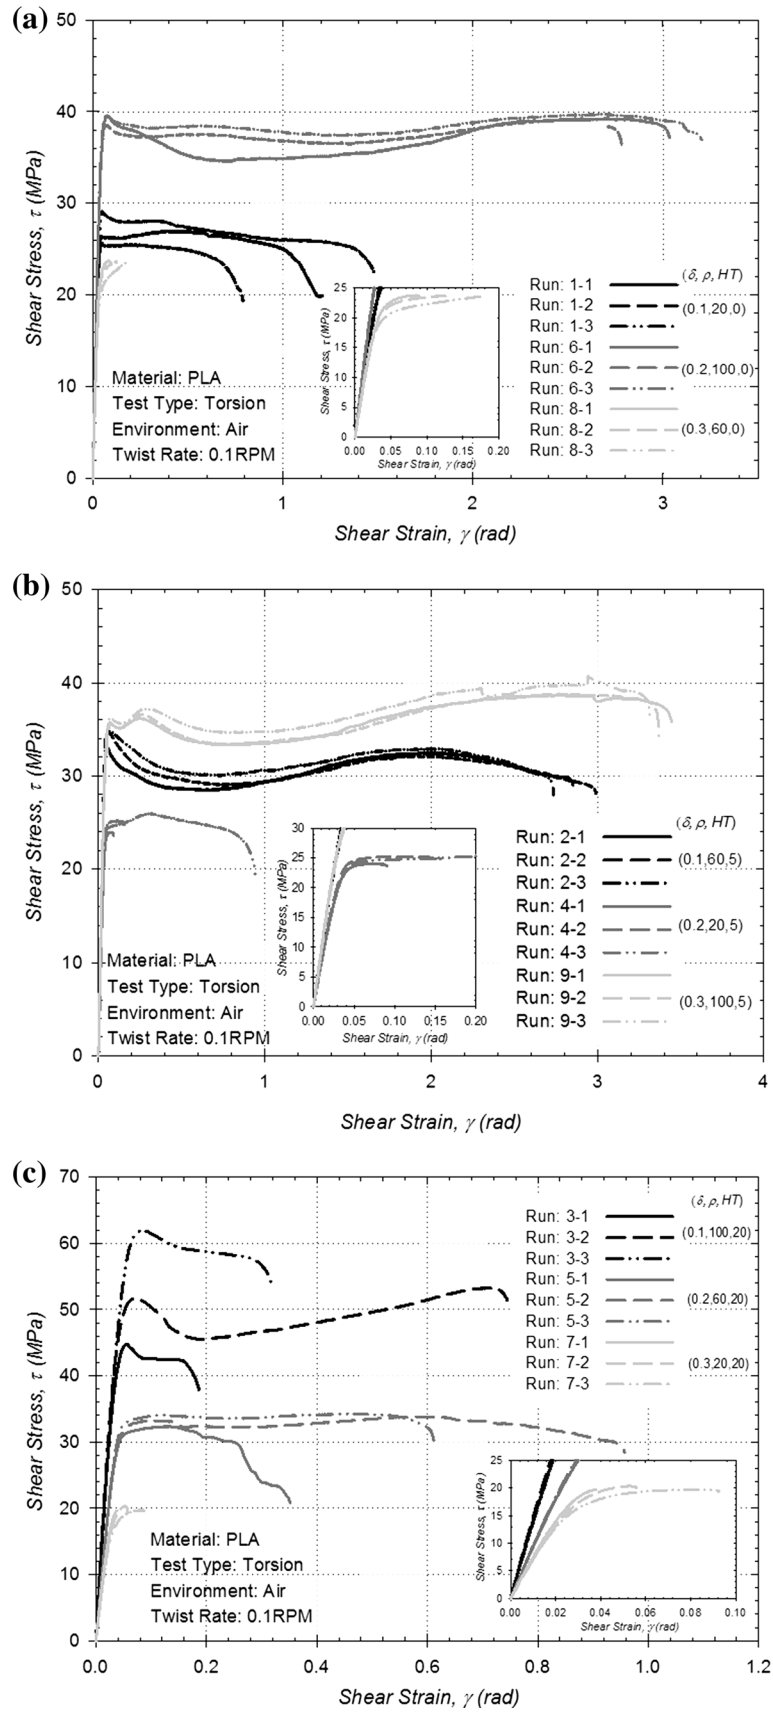 (a)
50
40
30
20
10
0
Shear Stress, τ (MPa)
0
1
2
3
Shear Strain, γ (rad)
Material: PLA
Test Type: Torsion
Environment: Air
Twist Rate: 0.1RPM
25
20
15
10
5
0
Shear Stress, τ (MPa)
0.00 0.05 0.10 0.15 0.20
Shear Strain, γ (rad)
(δ, ρ, HT)
Run: 1-1
Run: 1-2
(0.1,20,0)
Run: 1-3
Run: 6-1
Run: 6-2
(0.2,100,0)
Run: 6-3
Run: 8-1
Run: 8-2
(0.3,60,0)
Run: 8-3
(b)
50
40
30
20
10
0
Shear Stress, τ (MPa)
0
1
2
3
4
Shear Strain, γ (rad)
Material: PLA
Test Type: Torsion
Environment: Air
Twist Rate: 0.1RPM
30
25
20
15
10
5
0
Shear Stress, τ (MPa)
0.00 0.05 0.10 0.15 0.20
Shear Strain, γ (rad)
(δ, ρ, HT)
Run: 2-1
Run: 2-2
(0.1,60,5)
Run: 2-3
Run: 4-1
Run: 4-2
(0.2,20,5)
Run: 4-3
Run: 9-1
Run: 9-2
(0.3,100,5)
Run: 9-3
(c)
70
60
50
40
30
20
10
0
Shear Stress, τ (MPa)
0.0
0.2
0.4
0.6
0.8
1.0
1.2
Shear Strain, γ (rad)
(δ, ρ, HT)
Run: 3-1
Run: 3-2
(0.1,100,20)
Run: 3-3
Run: 5-1
Run: 5-2
(0.2,60,20)
Run: 5-3
Run: 7-1
Run: 7-2
(0.3,20,20)
Run: 7-3
Material: PLA
Test Type: Torsion
Environment: Air
Twist Rate: 0.1RPM
25
20
15
10
5
0
Shear Stress, τ (MPa)
0.00 0.02 0.04 0.06 0.08 0.10
Shear Strain, γ (rad)